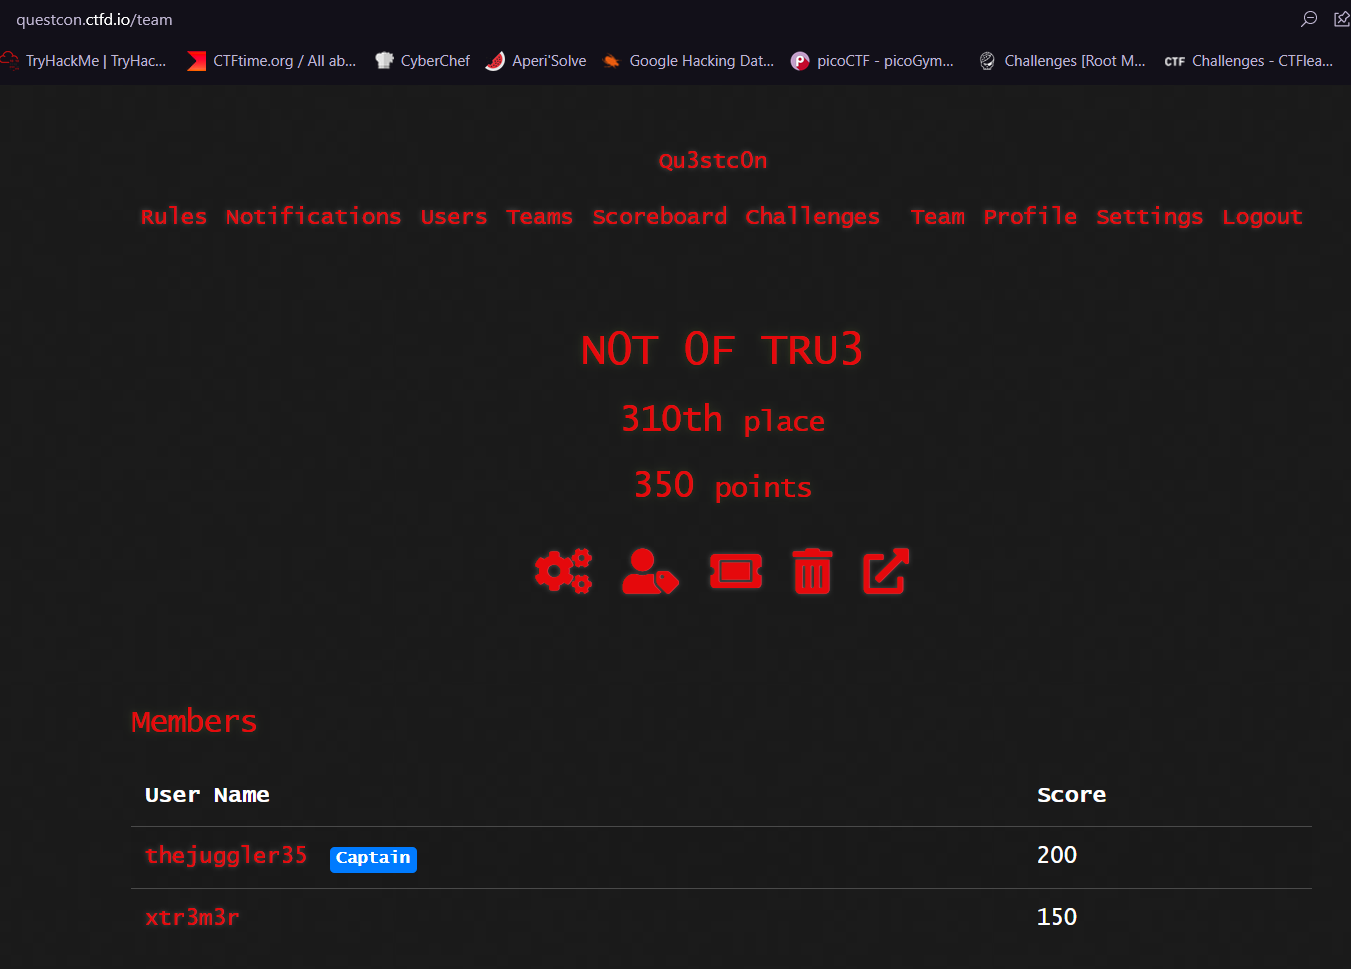 questcon.ctfd.io/team
TryHackMe | TryHac... CTFtime.org / All ab... CyberChef Aperi'Solve Google Hacking Dat... picoCTF - picoGym... Challenges [Root M... CTF Challenges - CTFlea...
Qu3stc0n
Rules Notifications Users Teams Scoreboard Challenges Team Profile Settings Logout
N0T 0F TRU3
310th place
350 points
Members
User Name Score
thejuggler35 Captain 200
xtr3m3r 150